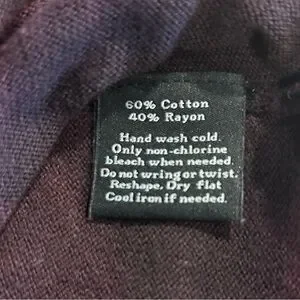 60% Cotton
40% Rayon
Hand wash cold.
Only non-chlorine
bleach when needed.
Do not wring or twist.
Reshape, Dry flat
Cool iron if needed.